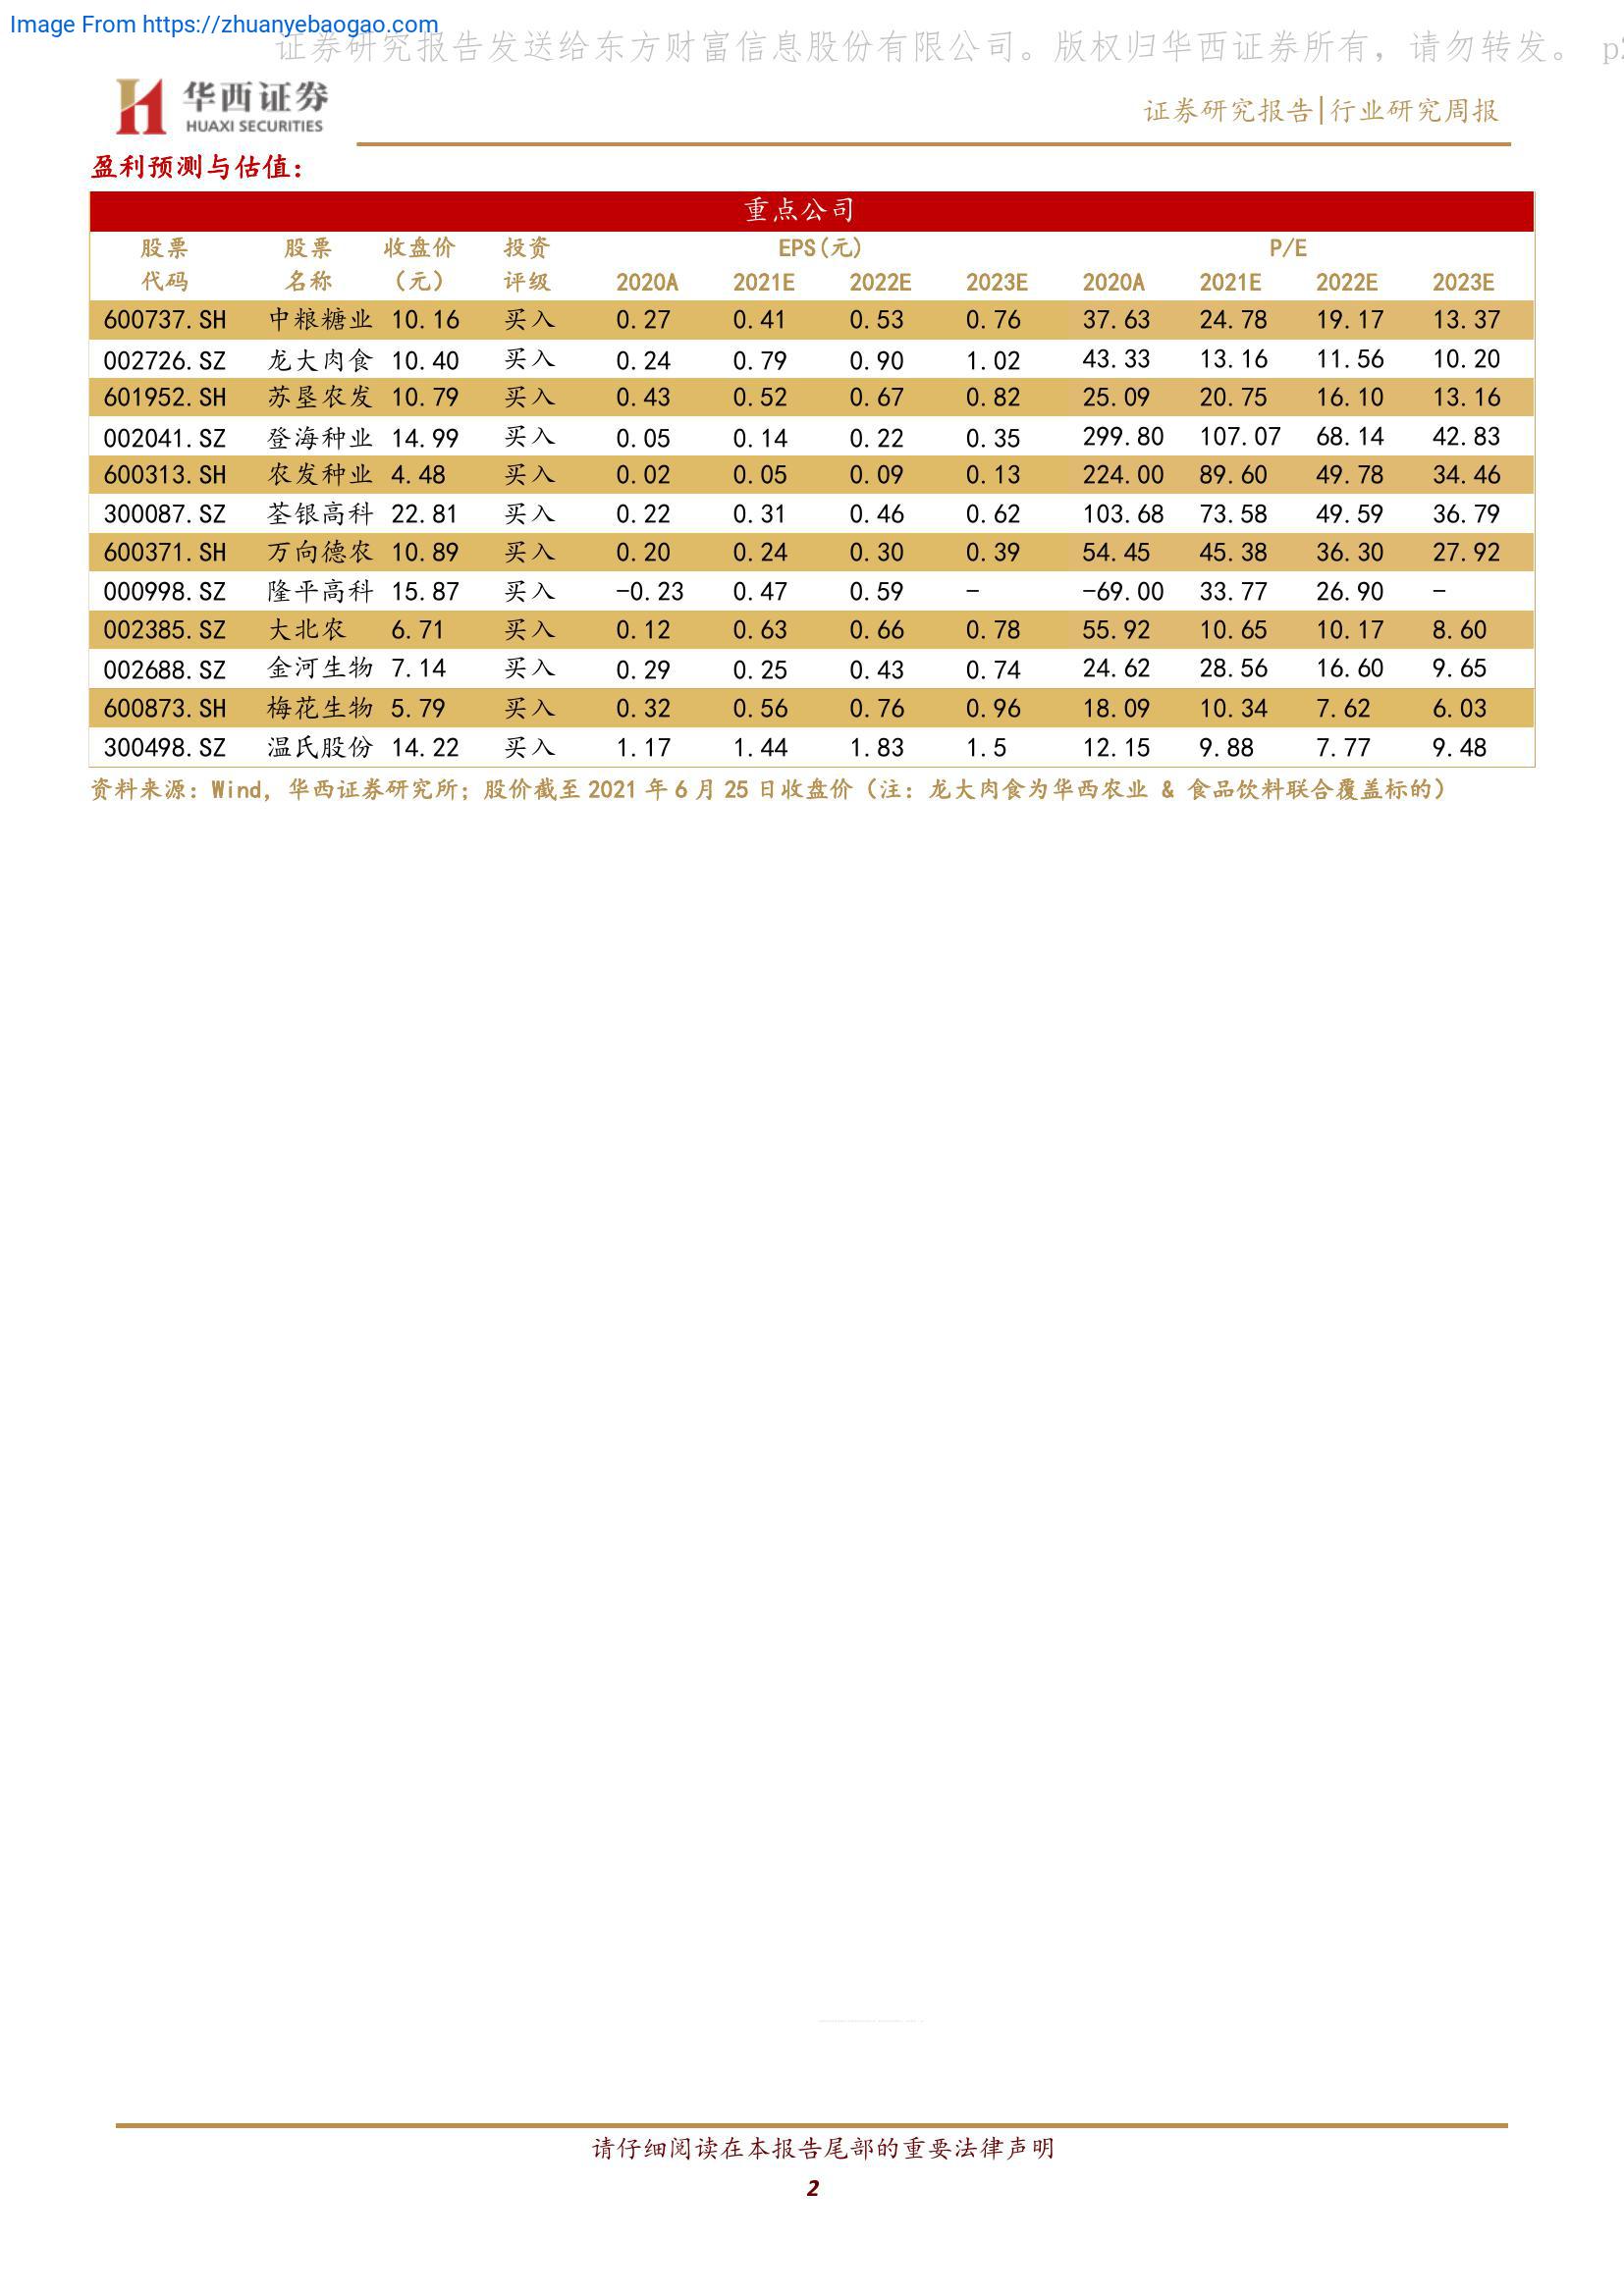 Image From https://zhuanyebaogao.com
证券研究报告发送给东方财富信息股份有限公司。版权归华西证券所有，请勿转发。 p2
华西证券
HUAXI SECURITIES
证券研究报告|行业研究周报
盈利预测与估值：
重点公司
股票 股票 收盘价 投资 EPS(元) P/E
代码 名称 （元） 评级 2020A 2021E 2022E 2023E 2020A 2021E 2022E 2023E
600737.SH 中粮糖业 10.16 买入 0.27 0.41 0.53 0.76 37.63 24.78 19.17 13.37
002726.SZ 龙大肉食 10.40 买入 0.24 0.79 0.90 1.02 43.33 13.16 11.56 10.20
601952.SH 苏垦农发 10.79 买入 0.43 0.52 0.67 0.82 25.09 20.75 16.10 13.16
002041.SZ 登海种业 14.99 买入 0.05 0.14 0.22 0.35 299.80 107.07 68.14 42.83
600313.SH 农发种业 4.48 买入 0.02 0.05 0.09 0.13 224.00 89.60 49.78 34.46
300087.SZ 荃银高科 22.81 买入 0.22 0.31 0.46 0.62 103.68 73.58 49.59 36.79
600371.SH 万向德农 10.89 买入 0.20 0.24 0.30 0.39 54.45 45.38 36.30 27.92
000998.SZ 隆平高科 15.87 买入 -0.23 0.47 0.59 - -69.00 33.77 26.90 -
002385.SZ 大北农 6.71 买入 0.12 0.63 0.66 0.78 55.92 10.65 10.17 8.60
002688.SZ 金河生物 7.14 买入 0.29 0.25 0.43 0.74 24.62 28.56 16.60 9.65
600873.SH 梅花生物 5.79 买入 0.32 0.56 0.76 0.96 18.09 10.34 7.62 6.03
300498.SZ 温氏股份 14.22 买入 1.17 1.44 1.83 1.5 12.15 9.88 7.77 9.48
资料来源：Wind，华西证券研究所；股价截至 2021 年 6 月 25 日收盘价（注：龙大肉食为华西农业 & 食品饮料联合覆盖标的）
请仔细阅读在本报告尾部的重要法律声明
2